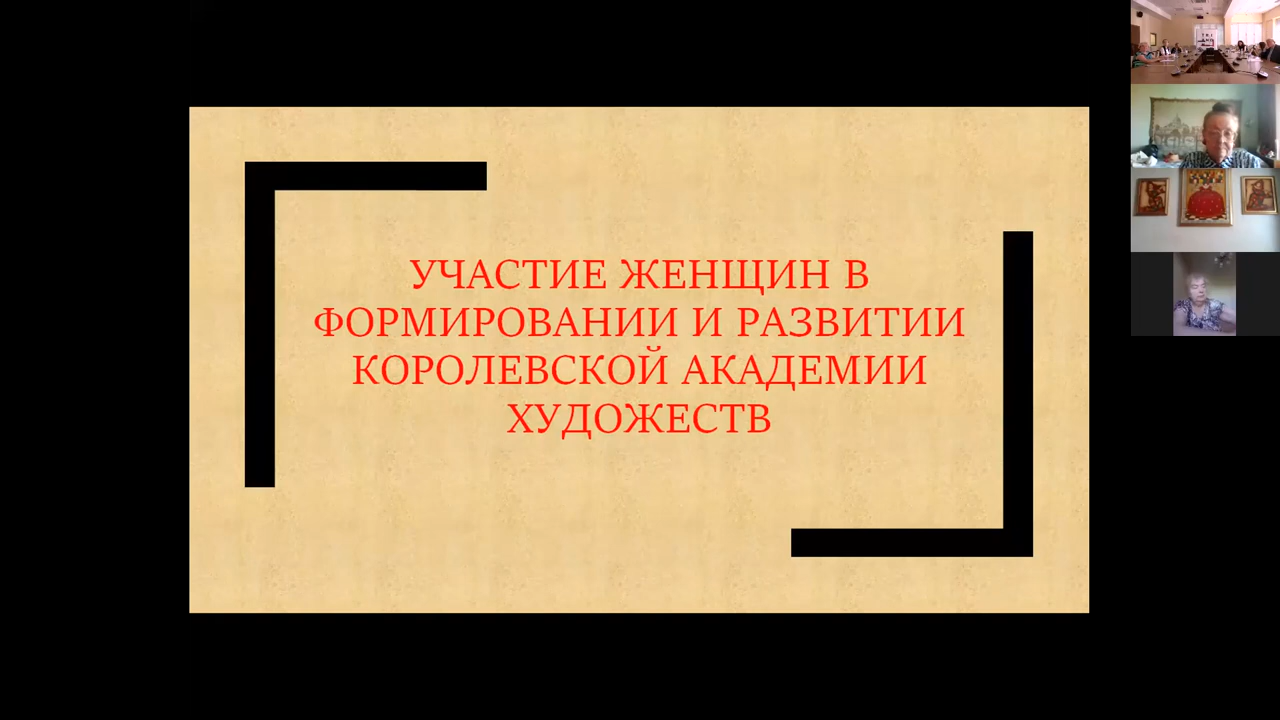 УЧАСТИЕ ЖЕНЩИН В
ФОРМИРОВАНИИ И РАЗВИТИИ
КОРОЛЕВСКОЙ АКАДЕМИИ
ХУДОЖЕСТВ